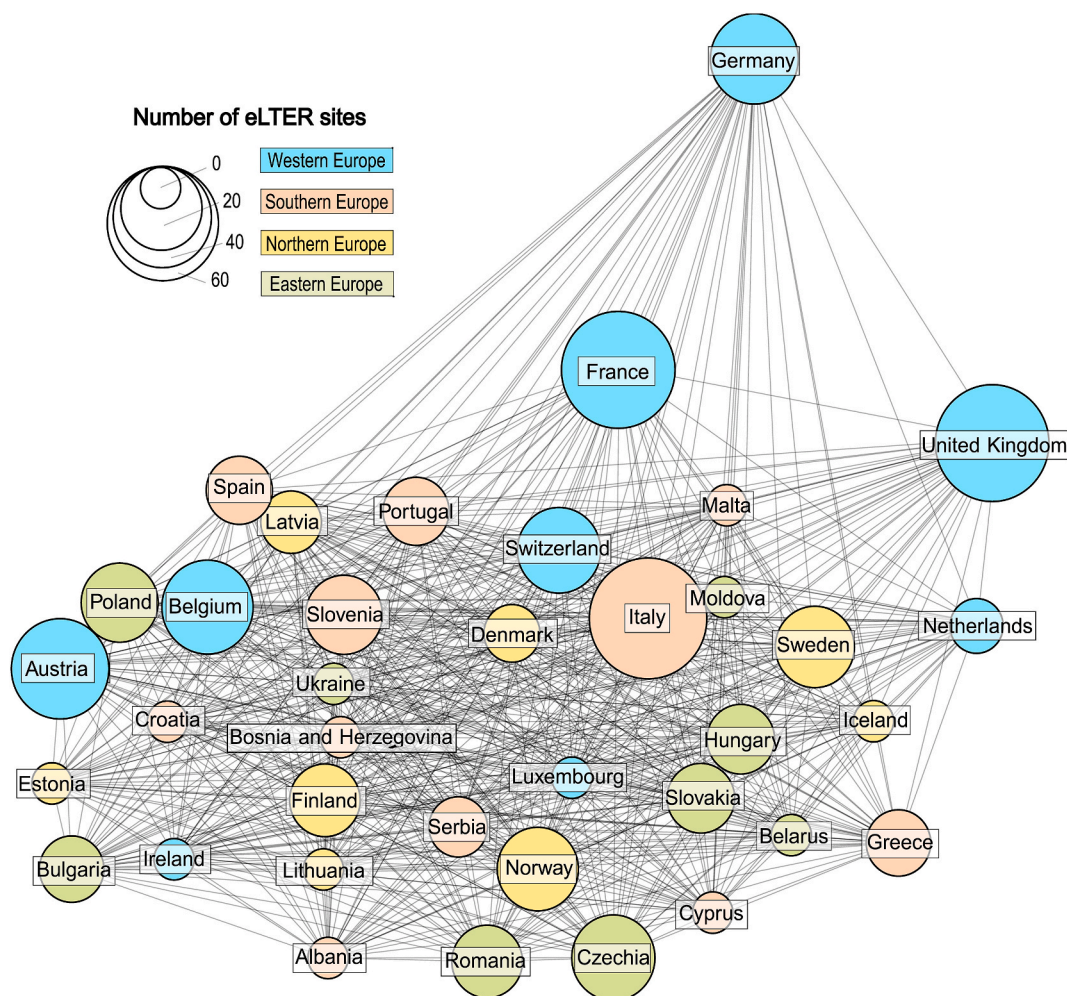 Germany
Number of eLTER sites
0
20
40
60
Western Europe
Southern Europe
Northern Europe
Eastern Europe
France
United Kingdom
Spain
Latvia
Portugal
Malta
Switzerland
Moldova
Poland
Belgium
Slovenia
Italy
Denmark
Netherlands
Sweden
Austria
Ukraine
Croatia
Iceland
Bosnia and Herzegovina
Hungary
Luxembourg
Estonia
Finland
Slovakia
Serbia
Belarus
Greece
Ireland
Bulgaria
Lithuania
Norway
Cyprus
Albania
Romania
Czechia